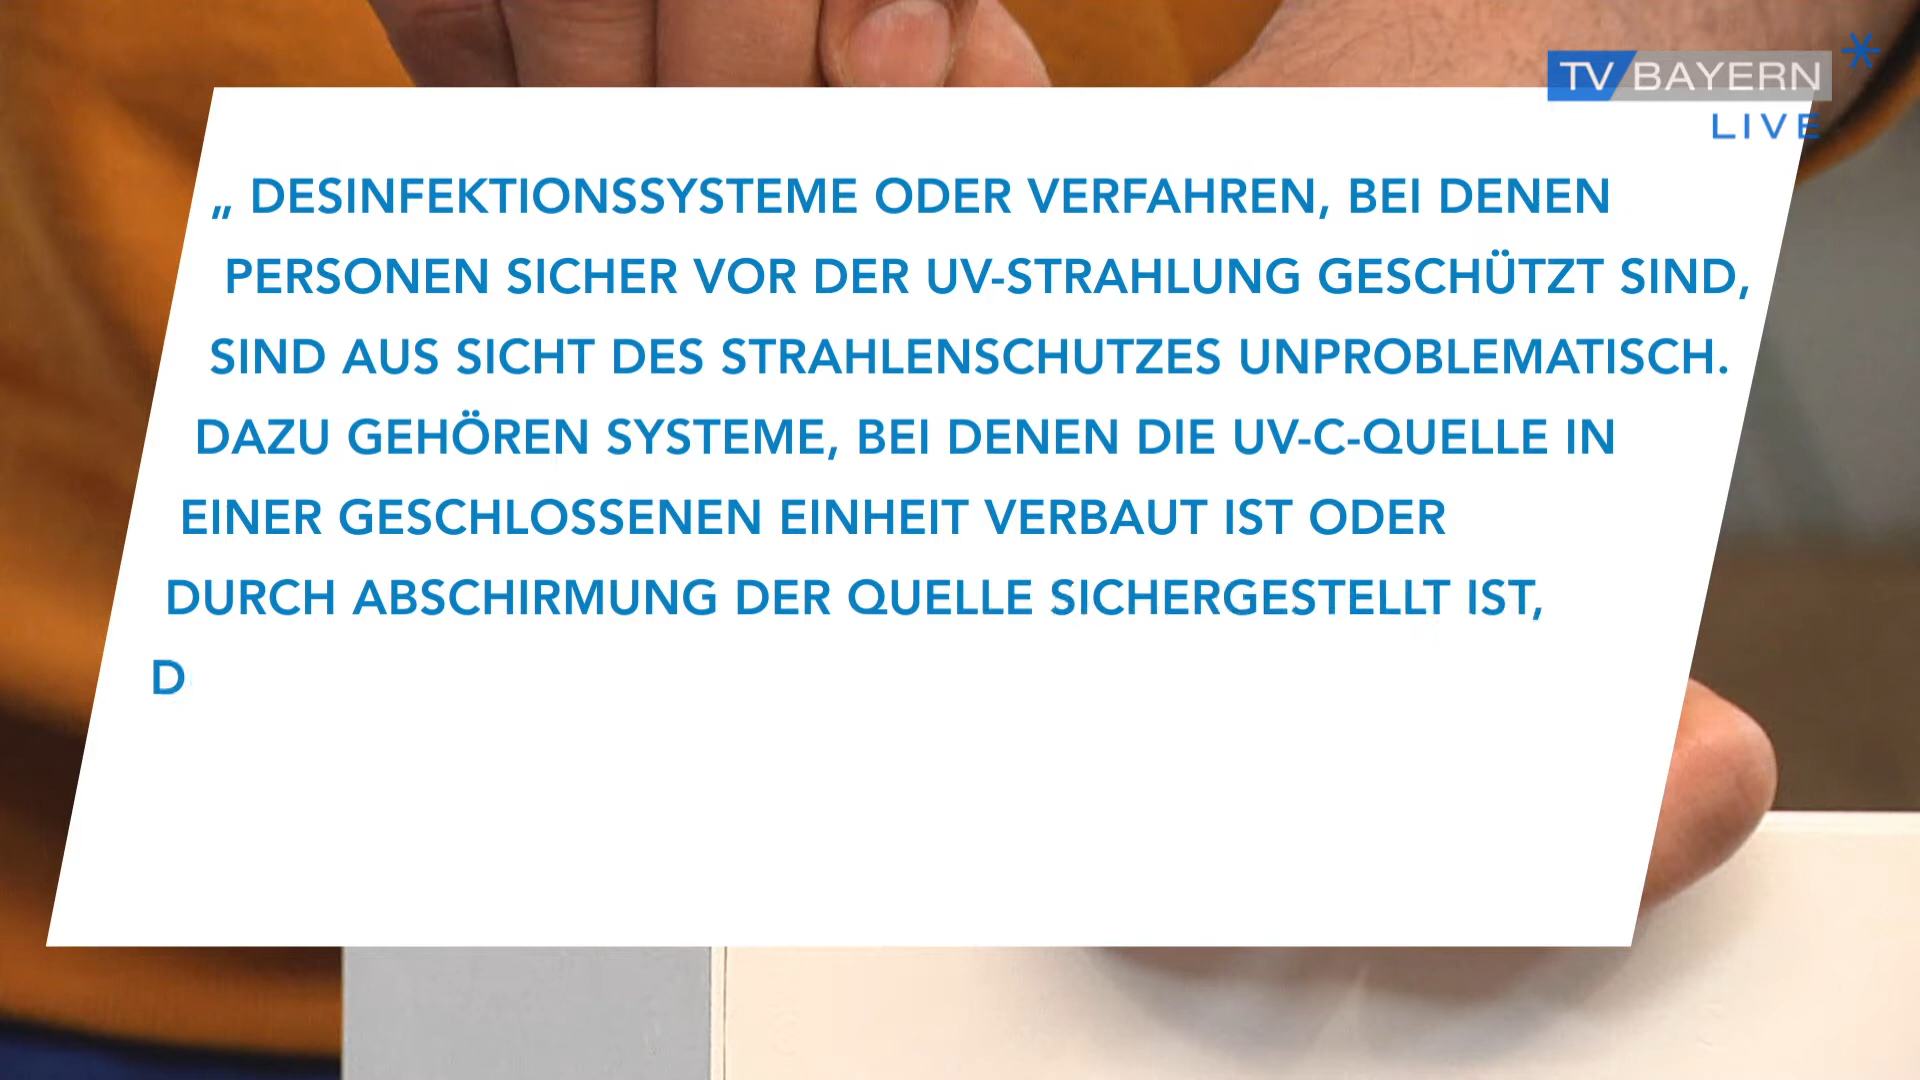 TV BAYERN
LIVE
„ DESINFEKTIONSSYSTEME ODER VERFAHREN, BEI DENEN
PERSONEN SICHER VOR DER UV-STRAHLUNG GESCHÜTZT SIND,
SIND AUS SICHT DES STRAHLENSCHUTZES UNPROBLEMATISCH.
DAZU GEHÖREN SYSTEME, BEI DENEN DIE UV-C-QUELLE IN
EINER GESCHLOSSENEN EINHEIT VERBAUT IST ODER
DURCH ABSCHIRMUNG DER QUELLE SICHERGESTELLT IST,
D